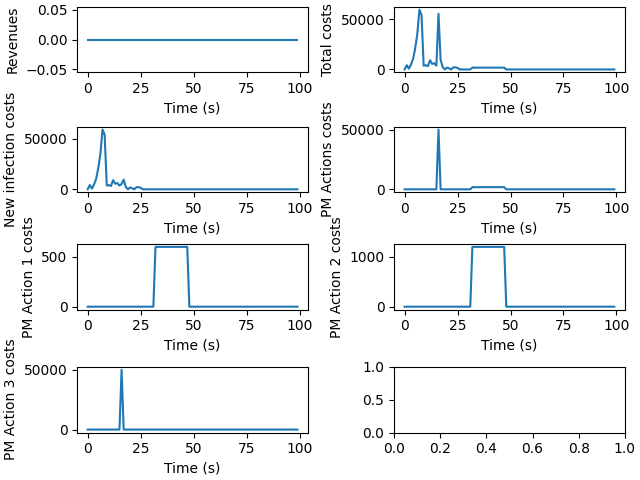 Revenues
0.05
0.00
−0.05
0 25 50 75 100
Time (s)
Total costs
50000
0
0 25 50 75 100
Time (s)
New infection costs
50000
0
0 25 50 75 100
Time (s)
PM Actions costs
50000
0
0 25 50 75 100
Time (s)
PM Action 1 costs
500
0
0 25 50 75 100
Time (s)
PM Action 2 costs
1000
0
0 25 50 75 100
Time (s)
PM Action 3 costs
50000
0
0 25 50 75 100
Time (s)
1.0
0.5
0.0
0.0 0.2 0.4 0.6 0.8 1.0